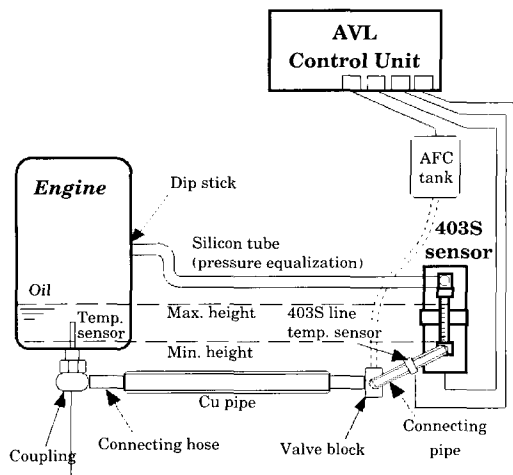 AVL
Control Unit
AFC
tank
Engine
Dip stick
403S
sensor
Silicon tube
(pressure equalization)
Oil
Temp.
sensor
Max. height
403S line
temp. sensor
Min. height
Cu pipe
Coupling
Connecting hose
Valve block
Connecting
pipe